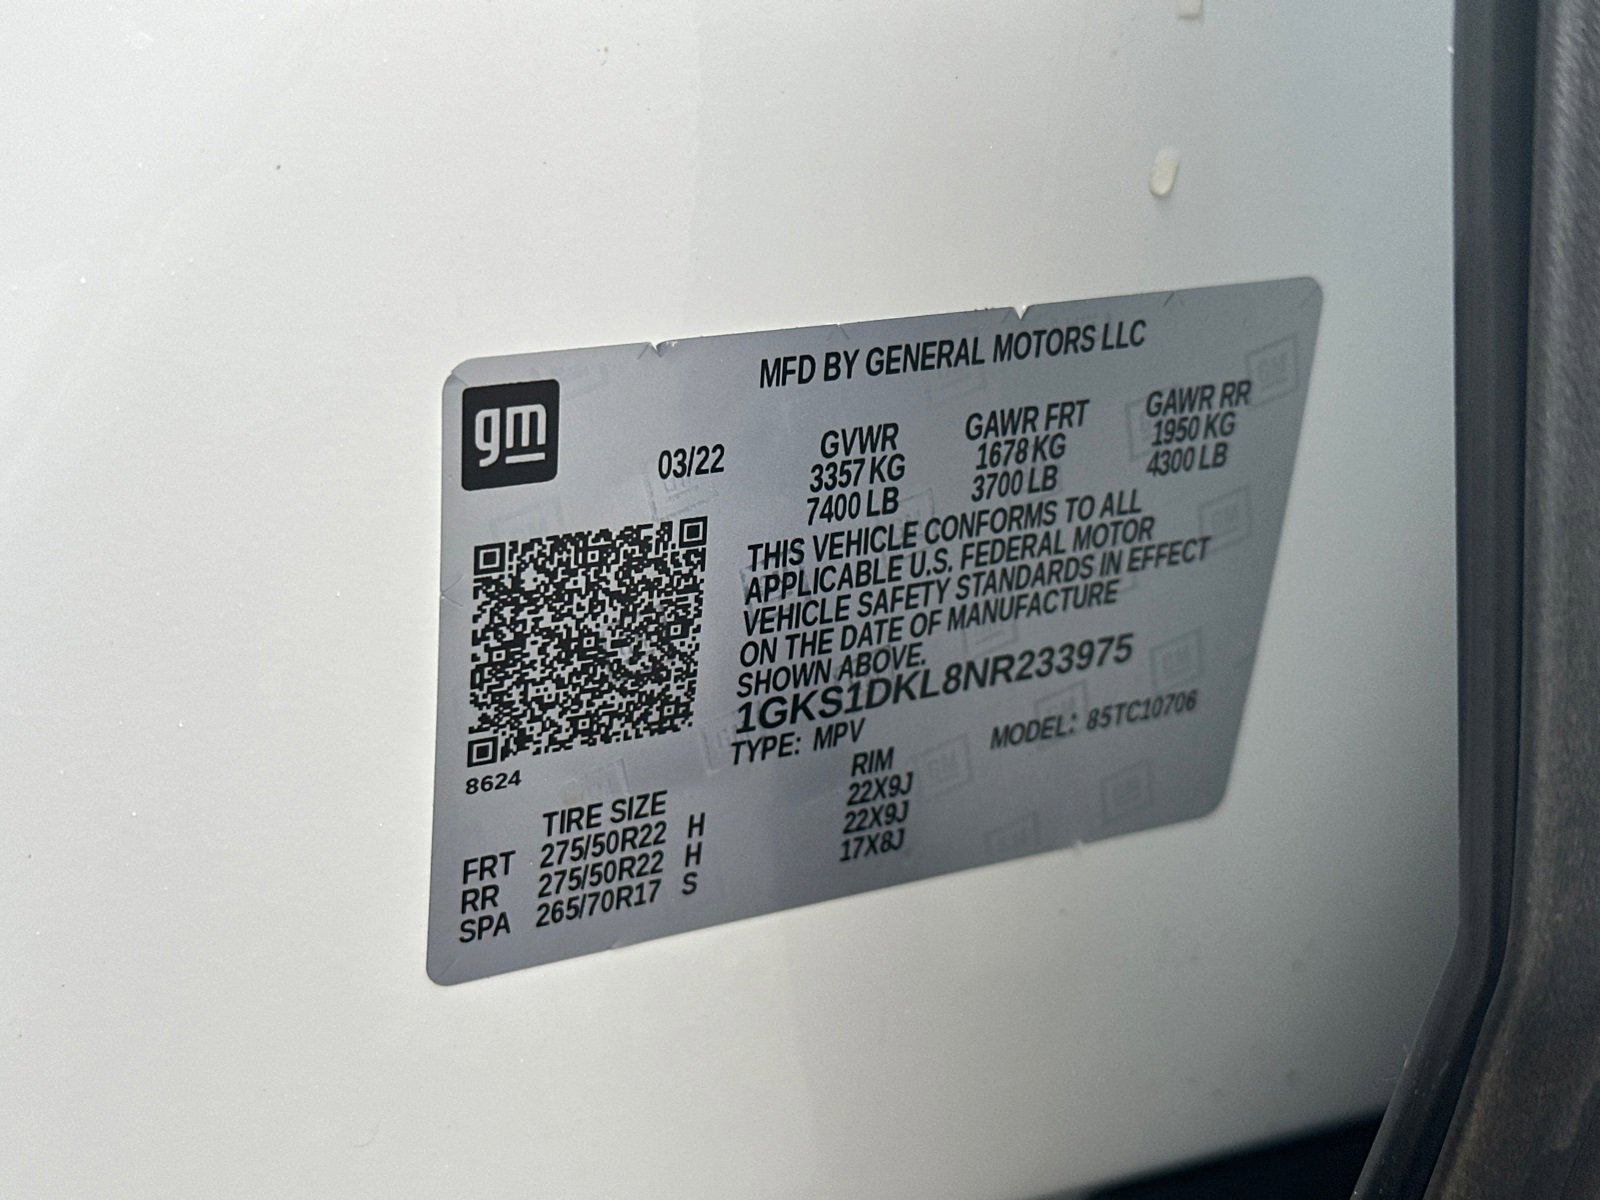 gm
MFD BY GENERAL MOTORS LLC
03/22
GVWR GAWR FRT GAWR RR
3357 KG 1678 KG 1950 KG
7400 LB 3700 LB 4300 LB
THIS VEHICLE CONFORMS TO ALL
APPLICABLE U.S. FEDERAL MOTOR
VEHICLE SAFETY STANDARDS IN EFFECT
ON THE DATE OF MANUFACTURE
SHOWN ABOVE.
1GKS1DKL8NR233975
TYPE: MPV MODEL: 85TC10706
8624
TIRE SIZE RIM
FRT 275/50R22 H 22X9J
RR 275/50R22 H 22X9J
SPA 265/70R17 S 17X8J